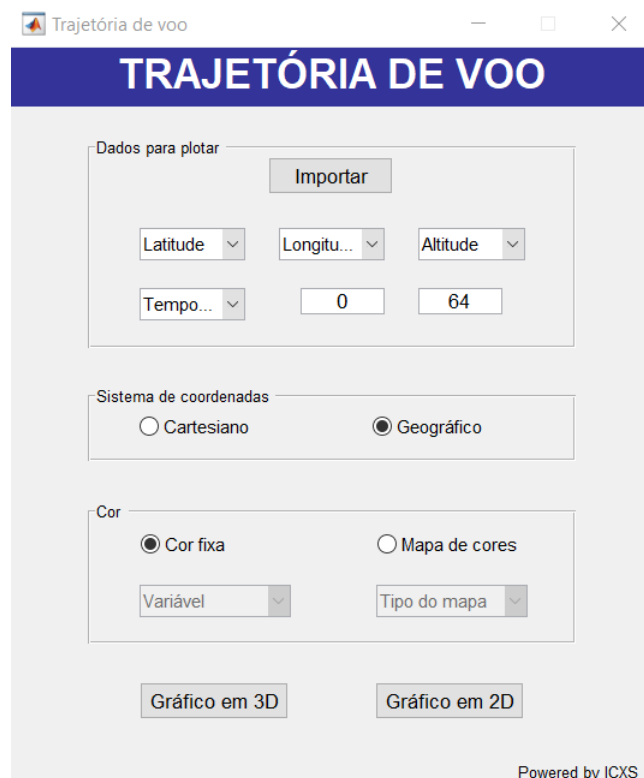 Trajetória de voo
TRAJETÓRIA DE VOO
Dados para plotar
Importar
Latitude Longitu... Altitude
Tempo... 0 64
Sistema de coordenadas
Cartesiano Geográfico
Cor
Cor fixa Mapa de cores
Variável Tipo do mapa
Gráfico em 3D Gráfico em 2D
Powered by ICXS